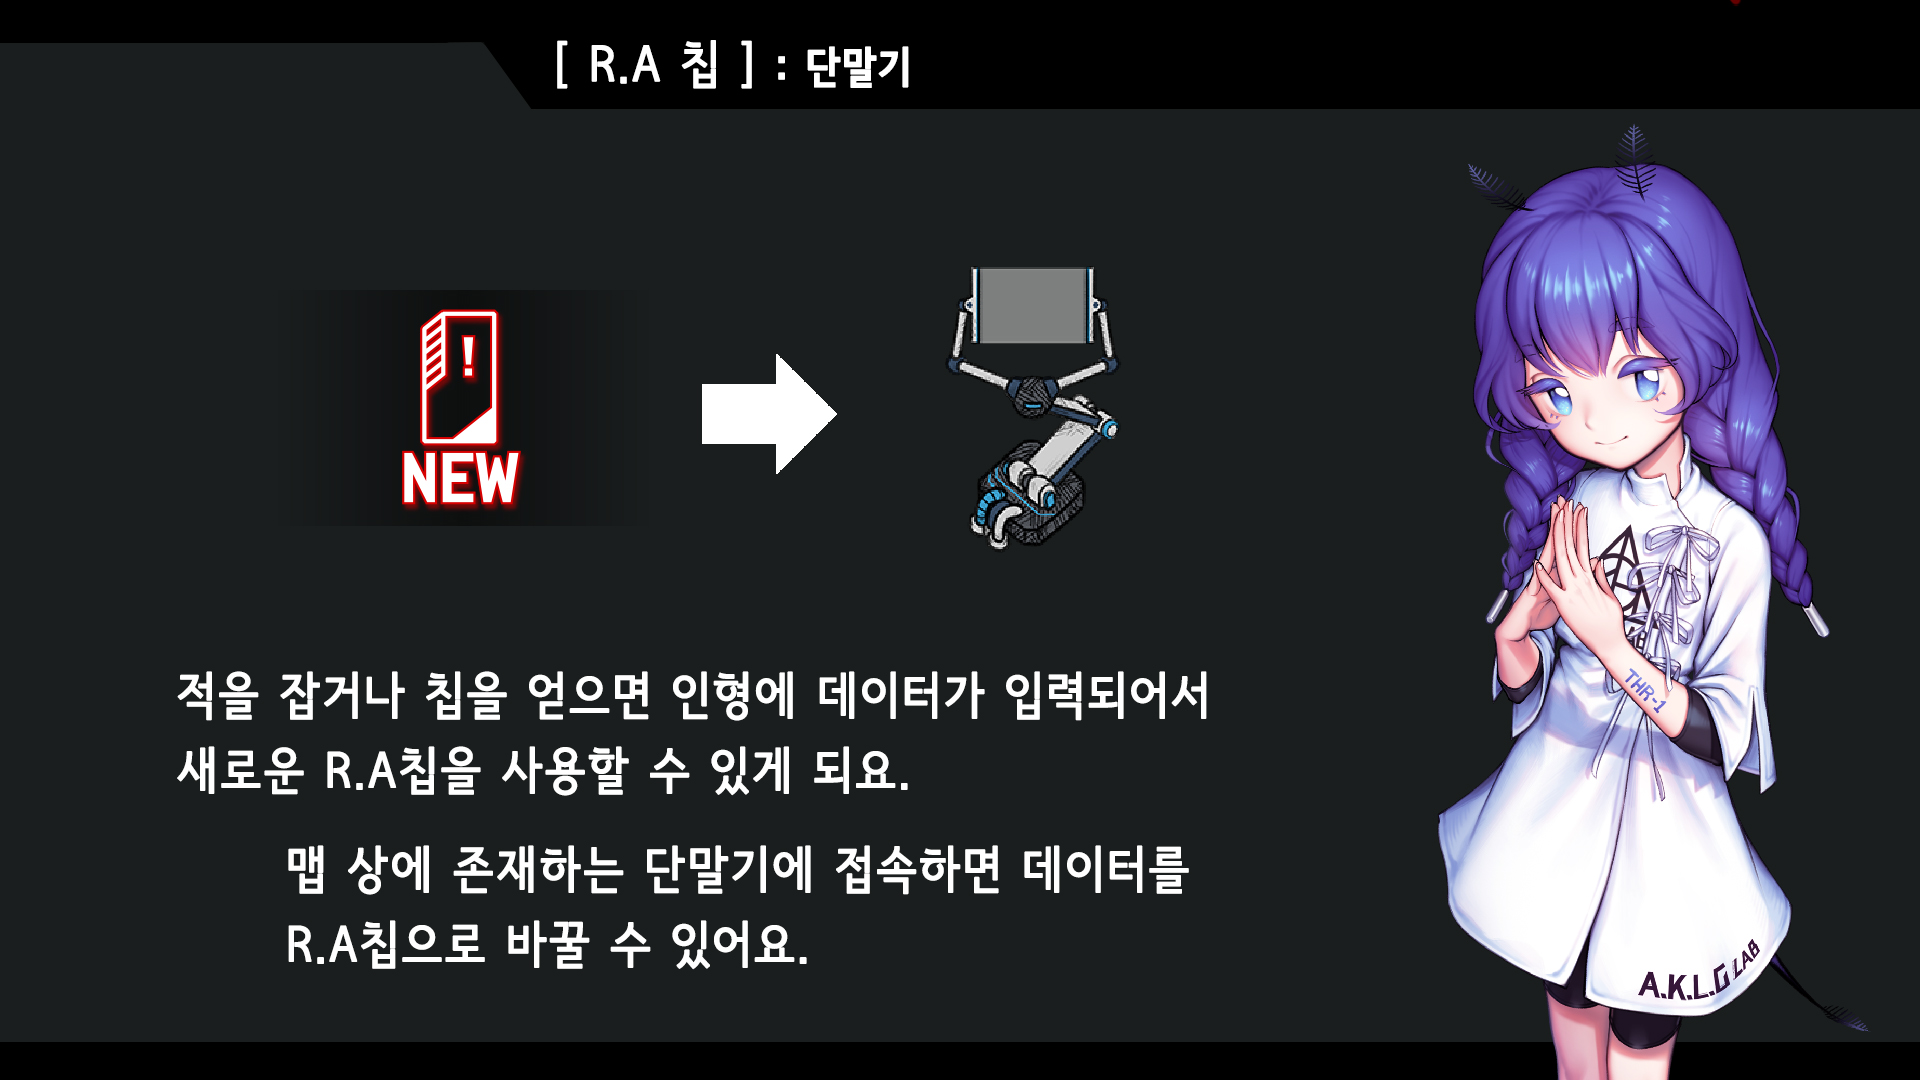 [ R.A 칩 ] : 단말기
!
NEW
적을 잡거나 칩을 얻으면 인형에 데이터가 입력되어서
새로운 R.A칩을 사용할 수 있게 되요.
맵 상에 존재하는 단말기에 접속하면 데이터를
R.A칩으로 바꿀 수 있어요.
THR-1
A.K.L.G LAB